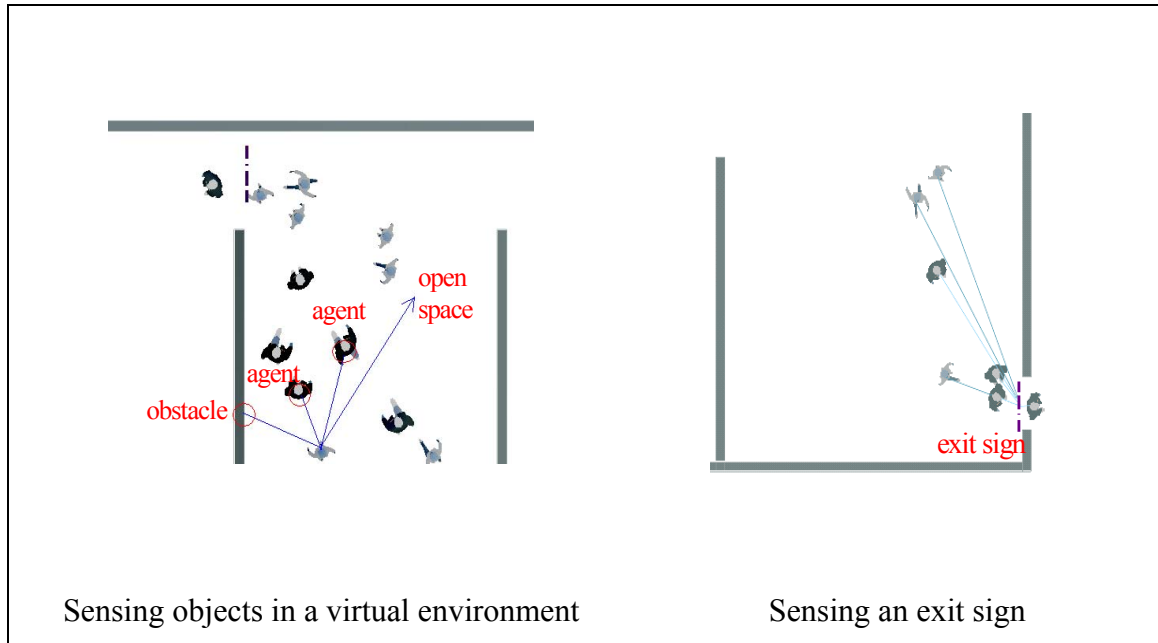 open
space
agent
agent
obstacle
exit sign
Sensing objects in a virtual environment
Sensing an exit sign